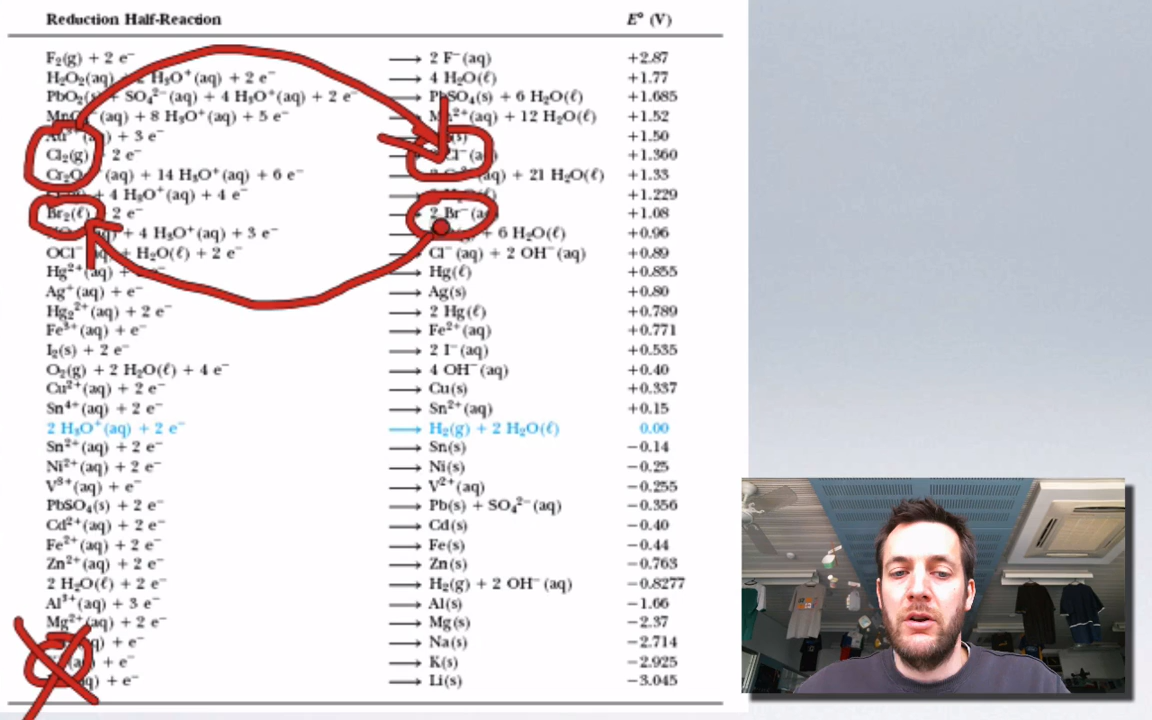 Reduction Half-Reaction E° (V)
F₂(g) + 2 e⁻ ⟶ 2 F⁻(aq) +2.87
H₂O₂(aq) + 2 H₃O⁺(aq) + 2 e⁻ ⟶ 4 H₂O(ℓ) +1.77
PbO₂(s) + SO₄²⁻(aq) + 4 H₃O⁺(aq) + 2 e⁻ ⟶ PbSO₄(s) + 6 H₂O(ℓ) +1.685
(aq) + 8 H₃O⁺(aq) + 5 e⁻ ⟶ Mn²⁺(aq) + 12 H₂O(ℓ) +1.52
+ 3 e⁻ ⟶ +1.50
Cl₂(g) 2 e⁻ Cl⁻(aq) +1.360
(aq) + 14 H₃O⁺(aq) + 6 e⁻ ⟶ (aq) + 21 H₂O(ℓ) +1.33
+ 4 H₃O⁺(aq) + 4 e⁻ ⟶ +1.229
Br₂(ℓ) 2 e⁻ 2 Br⁻(aq) +1.08
+ 4 H₃O⁺(aq) + 3 e⁻ ⟶ + 6 H₂O(ℓ) +0.96
OCl⁻(aq) + H₂O(ℓ) + 2 e⁻ ⟶ Cl⁻(aq) + 2 OH⁻(aq) +0.89
Hg²⁺(aq) + ⟶ Hg(ℓ) +0.855
Ag⁺(aq) + e⁻ ⟶ Ag(s) +0.80
Hg₂²⁺(aq) + 2 e⁻ ⟶ 2 Hg(ℓ) +0.789
Fe³⁺(aq) + e⁻ ⟶ Fe²⁺(aq) +0.771
I₂(s) + 2 e⁻ ⟶ 2 I⁻(aq) +0.535
O₂(g) + 2 H₂O(ℓ) + 4 e⁻ ⟶ 4 OH⁻(aq) +0.40
Cu²⁺(aq) + 2 e⁻ ⟶ Cu(s) +0.337
Sn⁴⁺(aq) + 2 e⁻ ⟶ Sn²⁺(aq) +0.15
2 H₃O⁺(aq) + 2 e⁻ ⟶ H₂(g) + 2 H₂O(ℓ) 0.00
Sn²⁺(aq) + 2 e⁻ ⟶ Sn(s) −0.14
Ni²⁺(aq) + 2 e⁻ ⟶ Ni(s) −0.25
V³⁺(aq) + e⁻ ⟶ V²⁺(aq) −0.255
PbSO₄(s) + 2 e⁻ ⟶ Pb(s) + SO₄²⁻(aq) −0.356
Cd²⁺(aq) + 2 e⁻ ⟶ Cd(s) −0.40
Fe²⁺(aq) + 2 e⁻ ⟶ Fe(s) −0.44
Zn²⁺(aq) + 2 e⁻ ⟶ Zn(s) −0.763
2 H₂O(ℓ) + 2 e⁻ ⟶ H₂(g) + 2 OH⁻(aq) −0.8277
Al³⁺(aq) + 3 e⁻ ⟶ Al(s) −1.66
Mg²⁺(aq) + 2 e⁻ ⟶ Mg(s) −2.37
+ e⁻ ⟶ Na(s) −2.714
+ e⁻ ⟶ K(s) −2.925
+ e⁻ ⟶ Li(s) −3.045